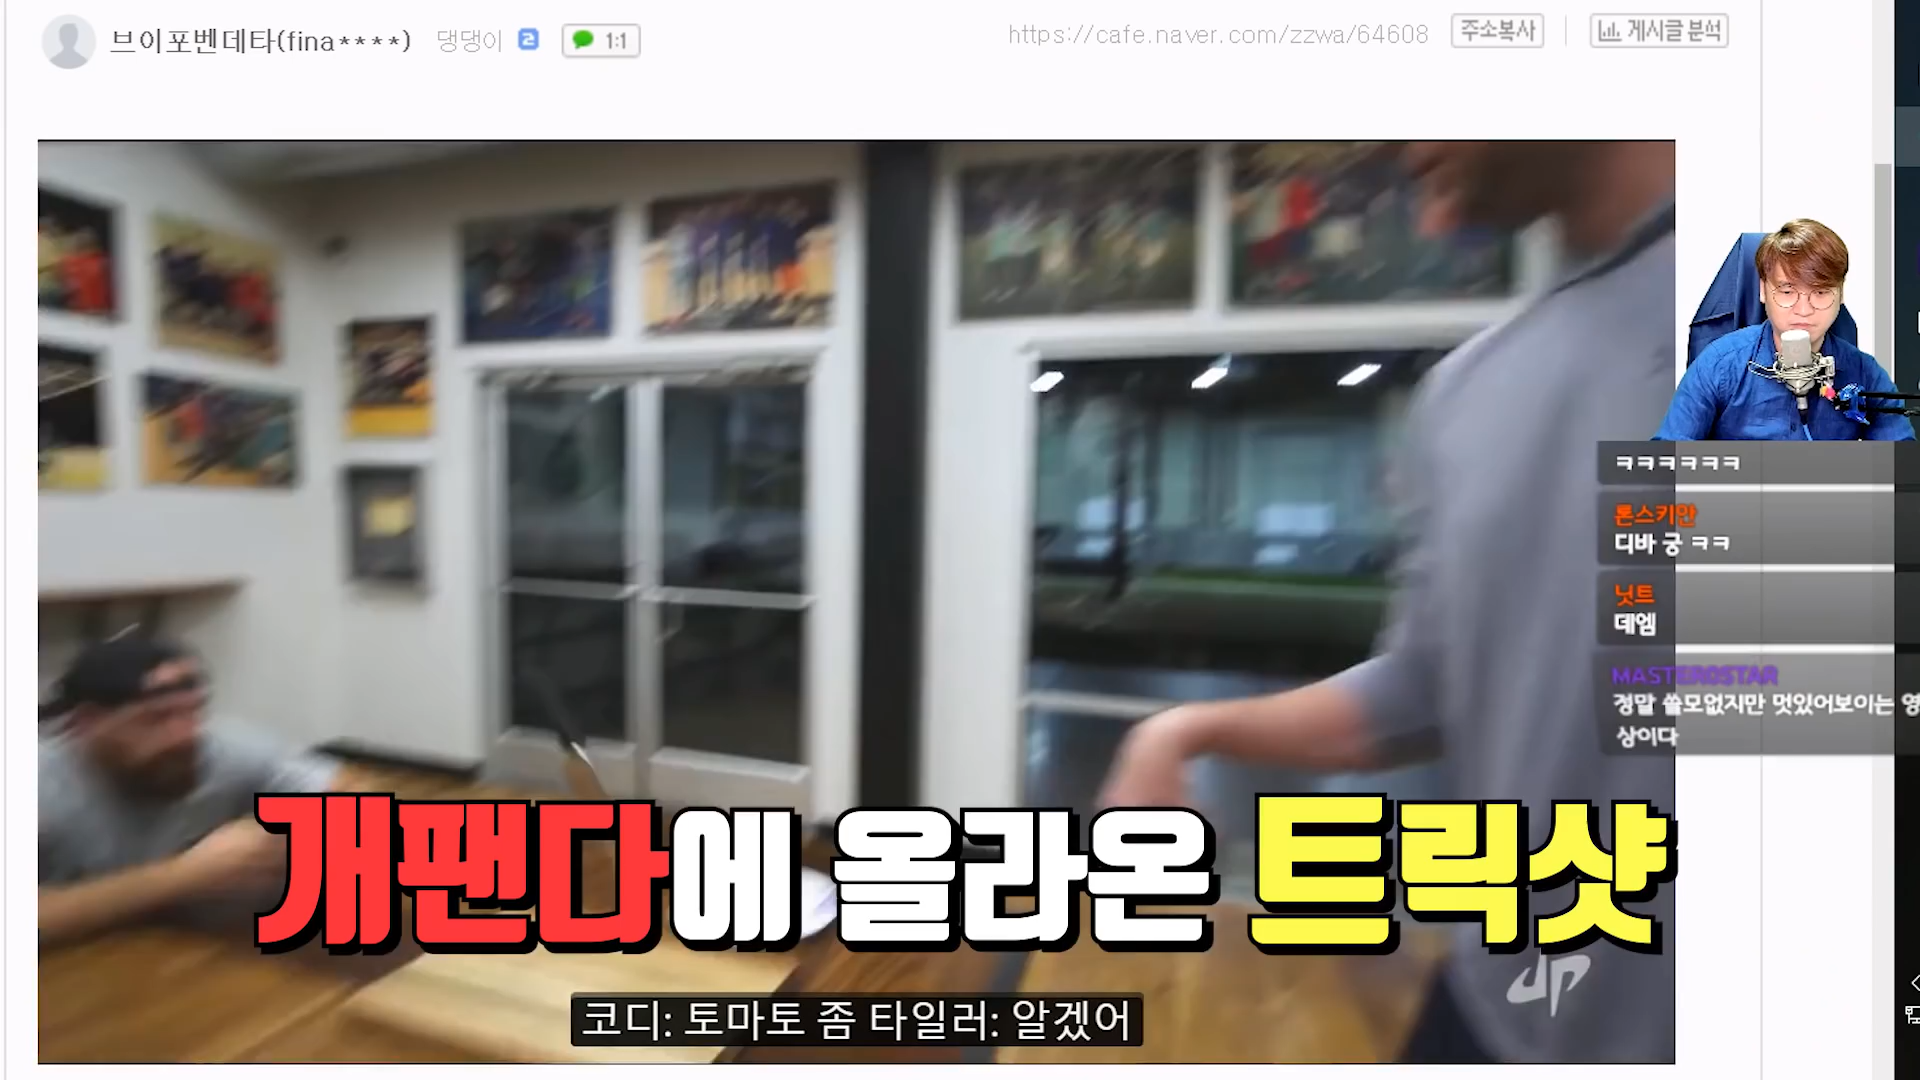 브이포벤데타(fina****) 댕댕이 2 1:1
https://cafe.naver.com/zzwa/64608 주소복사 게시글 분석
ㅋㅋㅋㅋㅋㅋ
론스키안
디바 궁 ㅋㅋ
닛트
데엠
MASTER0STAR
정말 쓸모없지만 멋있어보이는 영
상이다
개팬다에 올라온 트릭샷
dp
코디: 토마토 좀 타일러: 알겠어